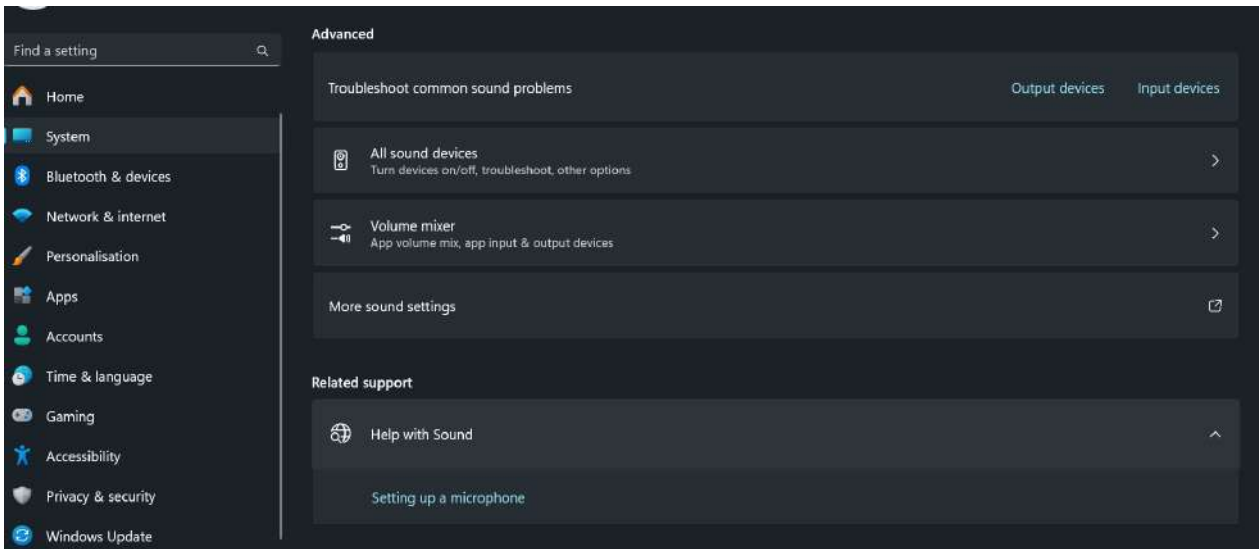 Find a setting
Home
System
Bluetooth & devices
Network & internet
Personalisation
Apps
Accounts
Time & language
Gaming
Accessibility
Privacy & security
Windows Update
Advanced
Troubleshoot common sound problems Output devices Input devices
All sound devices
Turn devices on/off, troubleshoot, other options
Volume mixer
App volume mix, app input & output devices
More sound settings
Related support
Help with Sound
Setting up a microphone